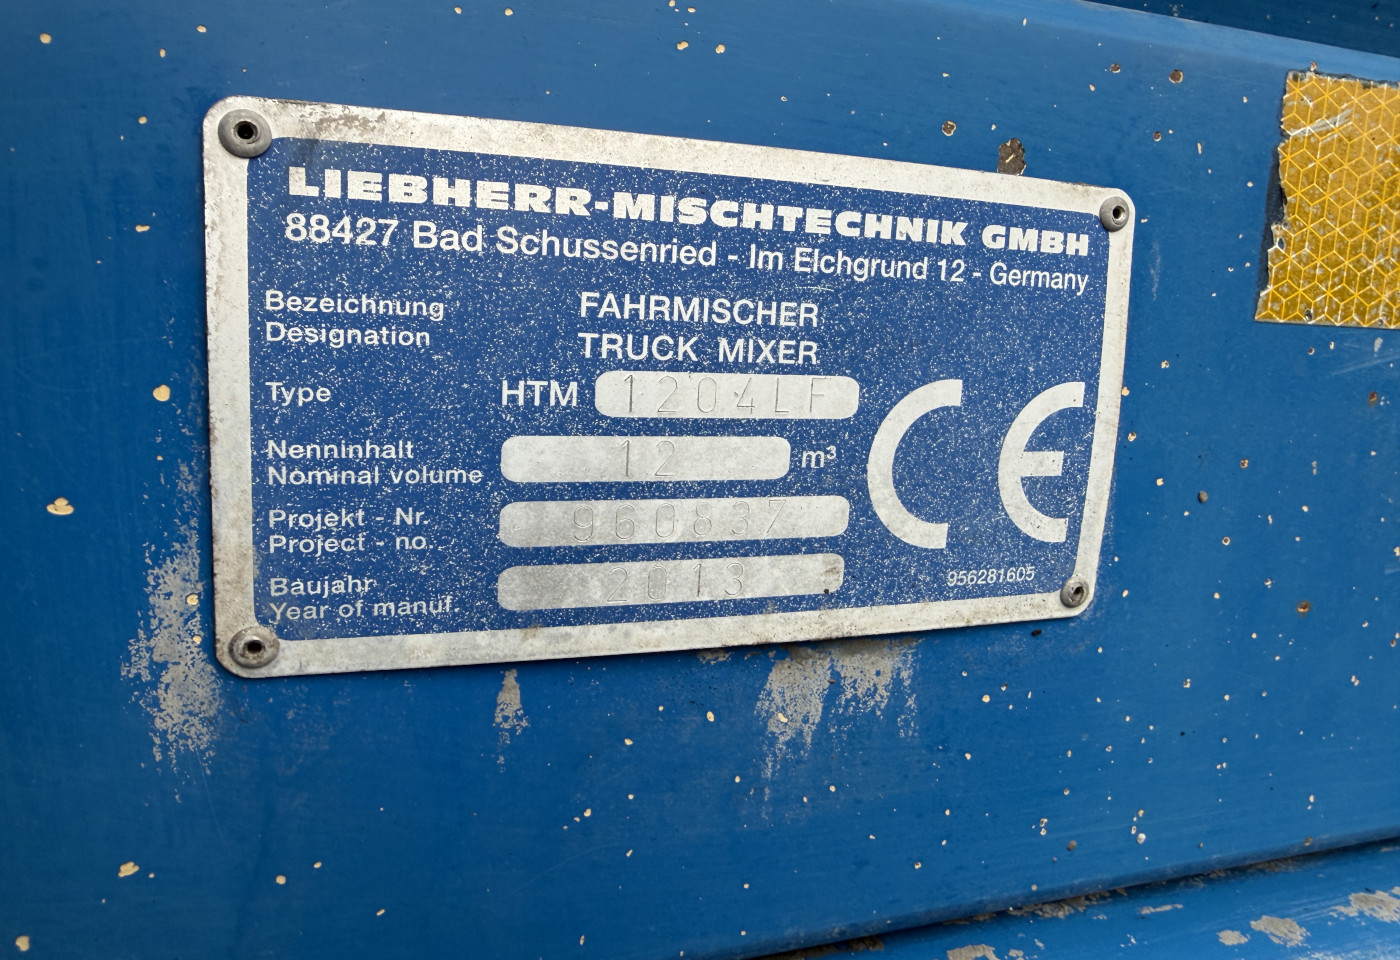 LIEBHERR-MISCHTECHNIK GMBH
88427 Bad Schussenried - Im Elchgrund 12 - Germany
Bezeichnung FAHRMISCHER
Designation TRUCK MIXER
Type HTM 1204LF
Nenninhalt
Nominal volume 12 m³
Projekt - Nr.
Project - no. 960837
Baujahr
Year of manuf. 2013
CE
956281605